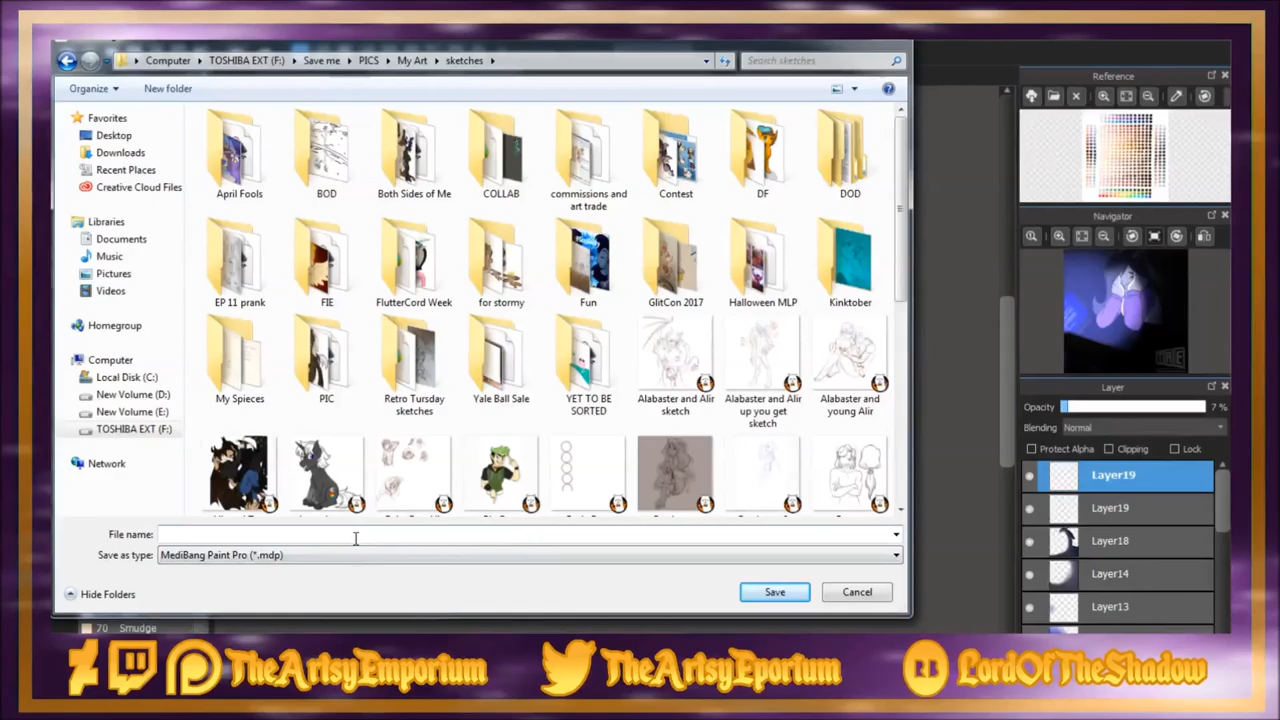 Computer TOSHIBA EXT (F:) Save me PICS My Art sketches
Search sketches
Organize New folder
Favorites
Desktop
Downloads
Recent Places
Creative Cloud Files
Libraries
Documents
Music
Pictures
Videos
Homegroup
Computer
Local Disk (C:)
New Volume (D:)
New Volume (E:)
TOSHIBA EXT (F:)
Network
April Fools
BOD
Both Sides of Me
COLLAB
commissions and
art trade
Contest
DF
DOD
EP 11 prank
FIE
FlutterCord Week
for stormy
Fun
GlitCon 2017
Halloween MLP
Kinktober
My Spieces
PIC
Retro Tursday
sketches
Yale Ball Sale
YET TO BE
SORTED
Alabaster and Alir
sketch
Alabaster and Alir
up you get
sketch
Alabaster and
young Alir
File name:
Save as type: MediBang Paint Pro (*.mdp)
Hide Folders
Save
Cancel
70 Smudge
Reference
Navigator
Layer
Opacity 7 %
Blending Normal
Protect Alpha Clipping Lock
Layer19
Layer19
Layer18
Layer14
Layer13
TheArtsyEmporium
TheArtsyEporium
LordOfTheShadow